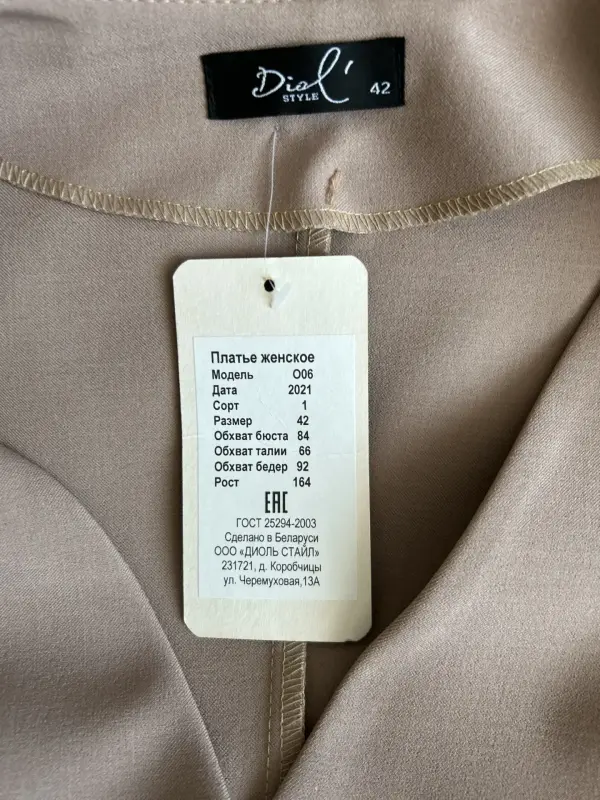 Diol'
STYLE
42
Платье женское
Модель O06
Дата 2021
Сорт 1
Размер 42
Обхват бюста 84
Обхват талии 66
Обхват бедер 92
Рост 164
EAC
ГОСТ 25294-2003
Сделано в Беларуси
ООО «ДИОЛЬ СТАЙЛ»
231721, д. Коробчицы
ул. Черемуховая,13А